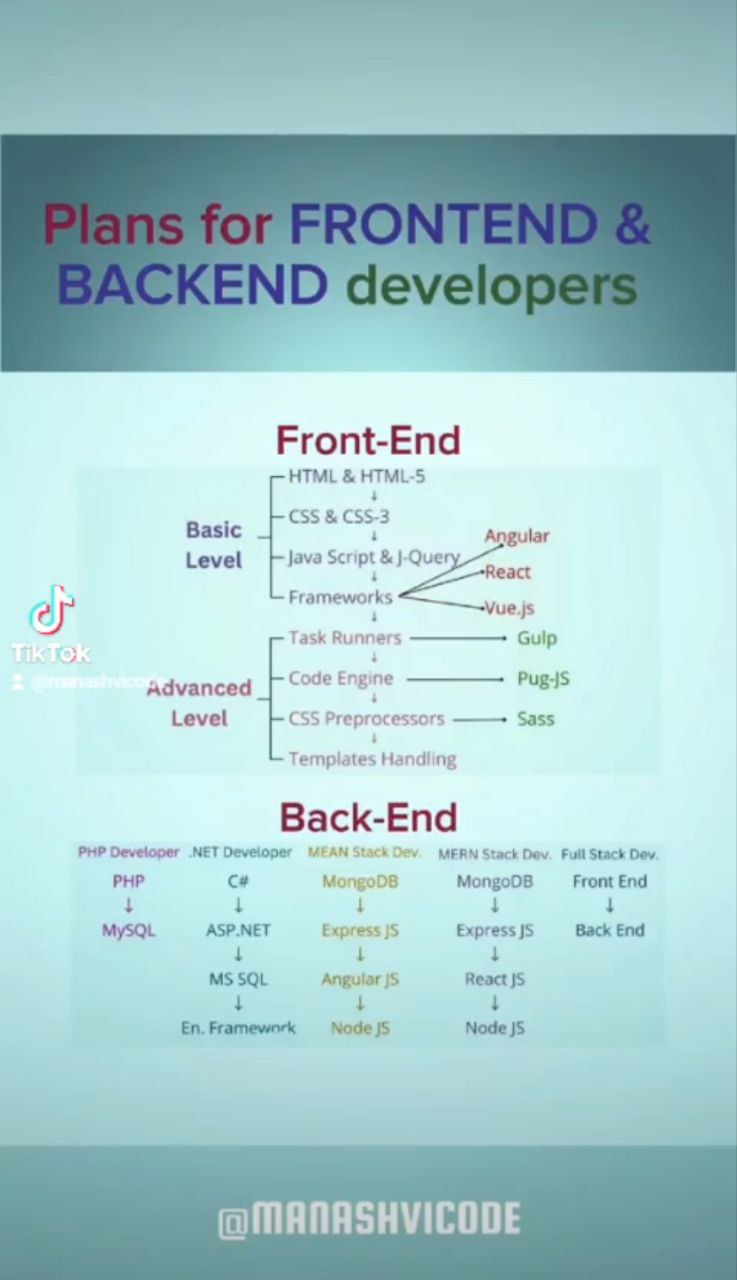 Plans for FRONTEND &
BACKEND developers
Front-End
Basic
Level
HTML & HTML-5
CSS & CSS-3
Java Script & J-Query
Frameworks
Angular
React
Vue.js
Advanced
Level
Task Runners
Gulp
Code Engine
Pug-JS
CSS Preprocessors
Sass
Templates Handling
TikTok
@manashvicode
Back-End
PHP Developer
PHP
MySQL
.NET Developer
C#
ASP.NET
MS SQL
En. Framework
MEAN Stack Dev.
MongoDB
Express JS
Angular JS
Node JS
MERN Stack Dev.
MongoDB
Express JS
React JS
Node JS
Full Stack Dev.
Front End
Back End
@MANASHVICODE